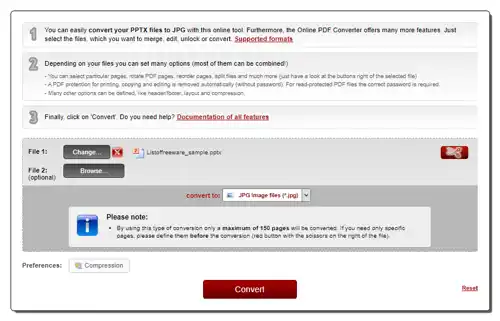 1 You can easily convert your PPTX files to JPG with this online tool. Furthermore, the Online PDF Converter offers many more features. Just
select the files, which you want to merge, edit, unlock or convert. Supported formats
2 Depending on your files you can set many options (most of them can be combined!)
- You can select particular pages, rotate PDF pages, reorder pages, split files and much more (just have a look at the buttons right of the selected file)
- A PDF protection for printing, copying and editing is removed automatically (without password). For read-protected PDF files the correct password is required.
- Many other options can be defined, like header/footer, layout and compression.
3 Finally, click on 'Convert'. Do you need help? Documentation of all features
File 1: Change... Listoffreeware_sample.pptx
File 2: Browse...
(optional)
convert to: JPG Image files (*.jpg)
Please note:
• By using this type of conversion only a maximum of 150 pages will be converted. If you need only specific
pages, please define them before the conversion (red button with the scissors on the right of the file).
Preferences: Compression
Convert
Reset